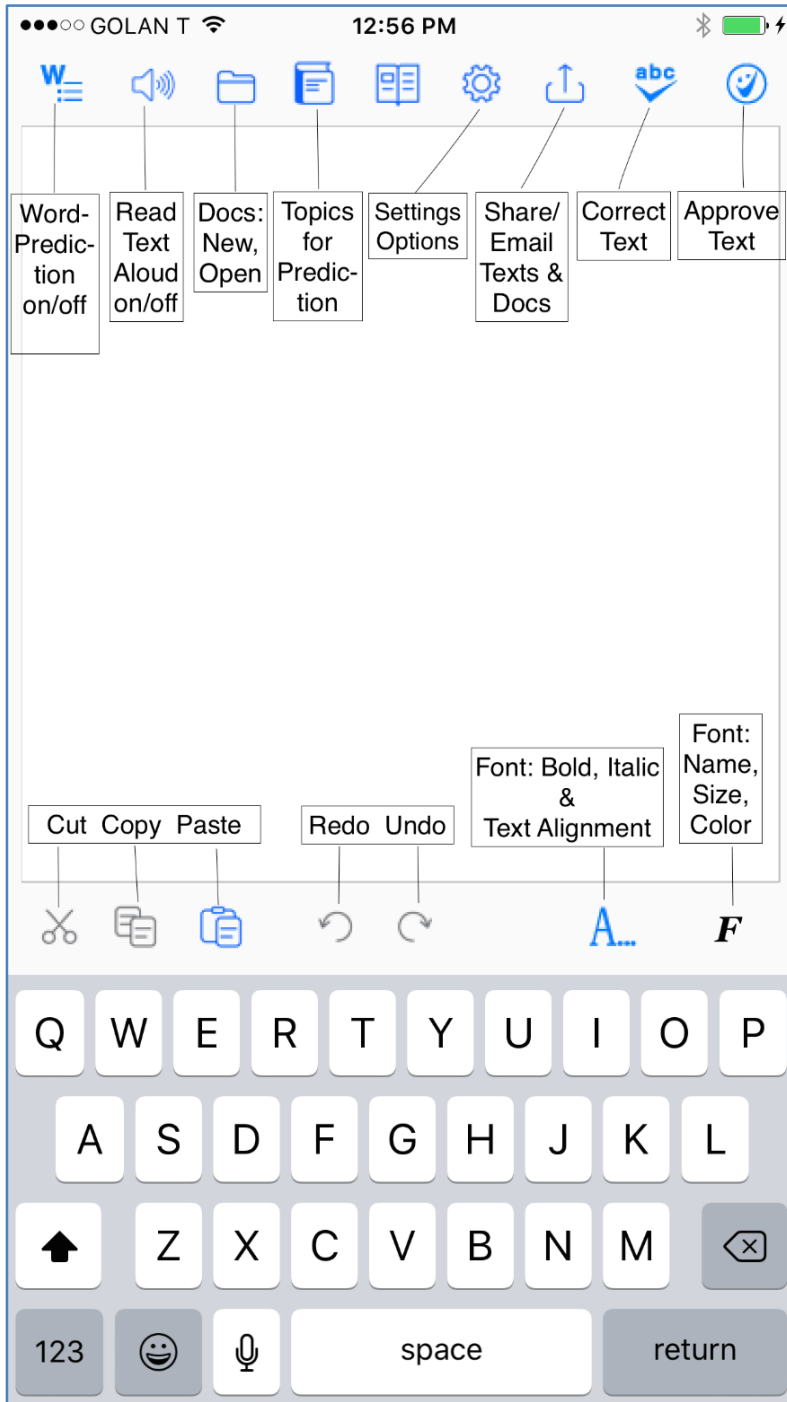 GOLAN T 12:56 PM
W
abc
Word-
Predic-
tion
on/off
Read
Text
Aloud
on/off
Docs:
New,
Open
Topics
for
Predic-
tion
Settings
Options
Share/
Email
Texts &
Docs
Correct
Text
Approve
Text
Cut Copy Paste
Redo Undo
Font: Bold, Italic
&
Text Alignment
Font:
Name,
Size,
Color
A...
F
Q W E R T Y U I O P
A S D F G H J K L
Z X C V B N M
123 space return